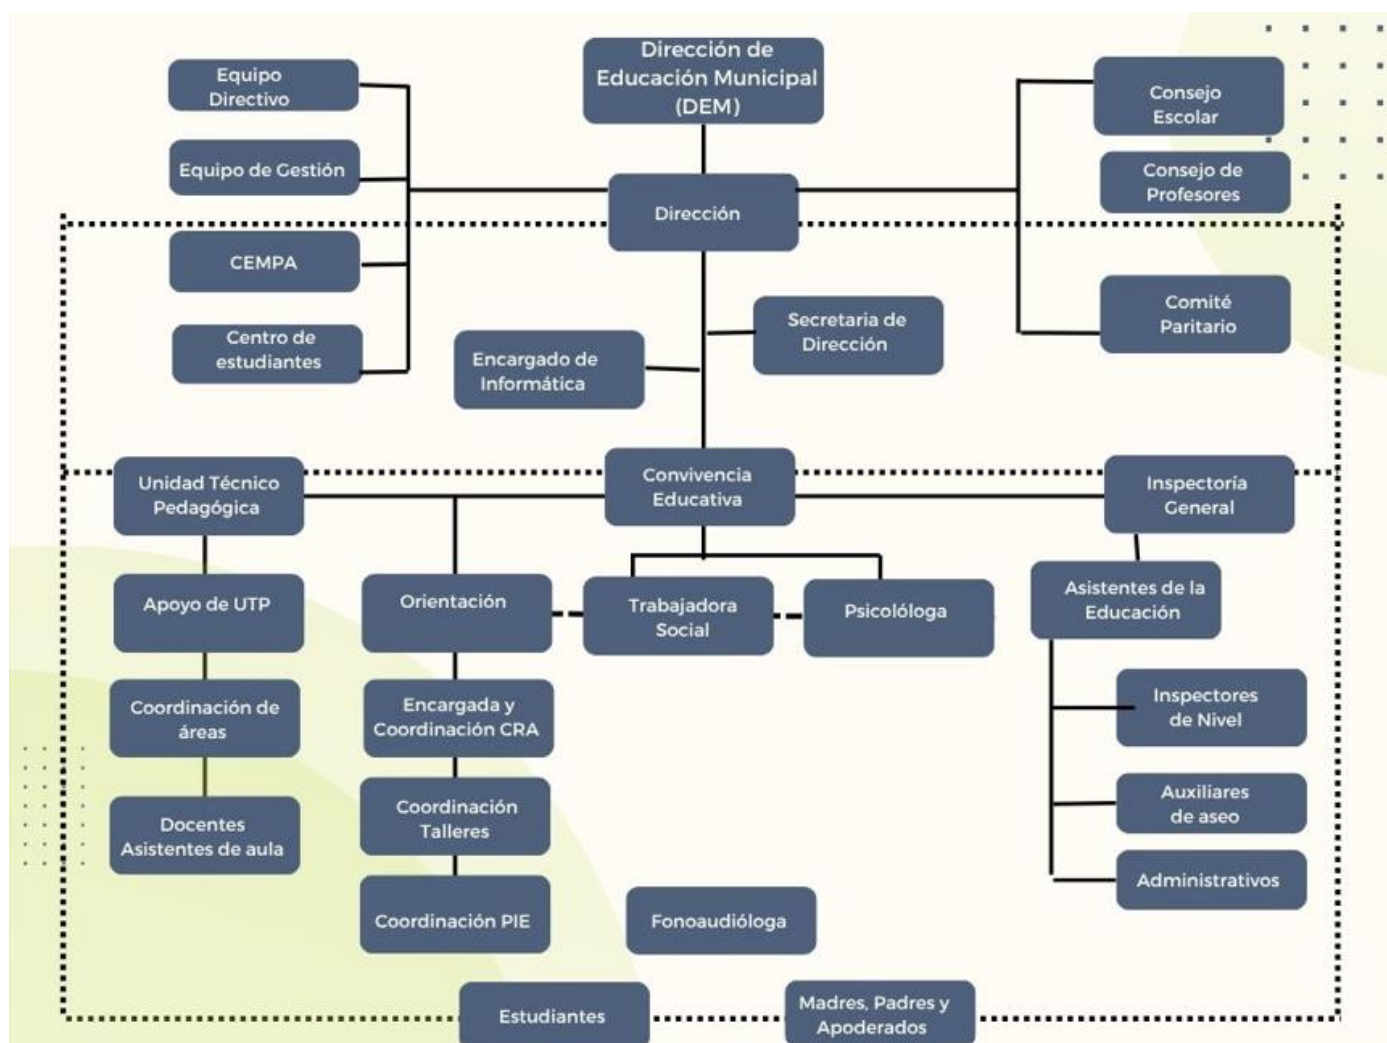 Dirección de
Educación Municipal
(DEM)
Equipo
Directivo
Consejo
Escolar
Equipo de Gestión
Consejo de
Profesores
Dirección
CEMPA
Comité
Paritario
Secretaria de
Dirección
Centro de
estudiantes
Encargado de
Informática
Unidad Técnico
Pedagógica
Convivencia
Educativa
Inspectoría
General
Apoyo de UTP
Orientación
Trabajadora
Social
Psicolóloga
Asistentes de la
Educación
Coordinación de
áreas
Encargada y
Coordinación CRA
Inspectores
de Nivel
Docentes
Asistentes de aula
Coordinación
Talleres
Auxiliares
de aseo
Administrativos
Coordinación PIE
Fonoaudióloga
Estudiantes
Madres, Padres y
Apoderados